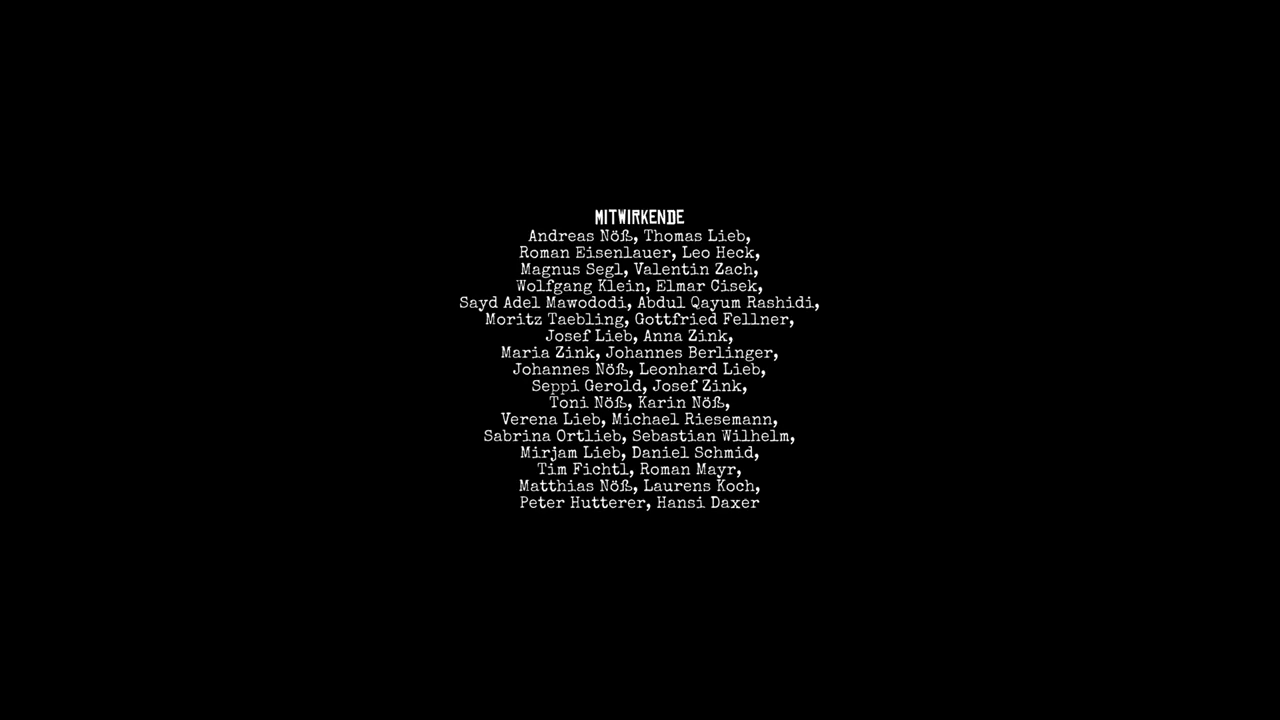 MITWIRKENDE
Andreas Nöß, Thomas Lieb,
Roman Eisenlauer, Leo Heck,
Magnus Segl, Valentin Zach,
Wolfgang Klein, Elmar Cisek,
Sayd Adel Mawododi, Abdul Qayum Rashidi,
Moritz Taebling, Gottfried Fellner,
Josef Lieb, Anna Zink,
Maria Zink, Johannes Berlinger,
Johannes Nöß, Leonhard Lieb,
Seppi Gerold, Josef Zink,
Toni Nöß, Karin Nöß,
Verena Lieb, Michael Riesemann,
Sabrina Ortlieb, Sebastian Wilhelm,
Mirjam Lieb, Daniel Schmid,
Tim Fichtl, Roman Mayr,
Matthias Nöß, Laurens Koch,
Peter Hutterer, Hansi Daxer